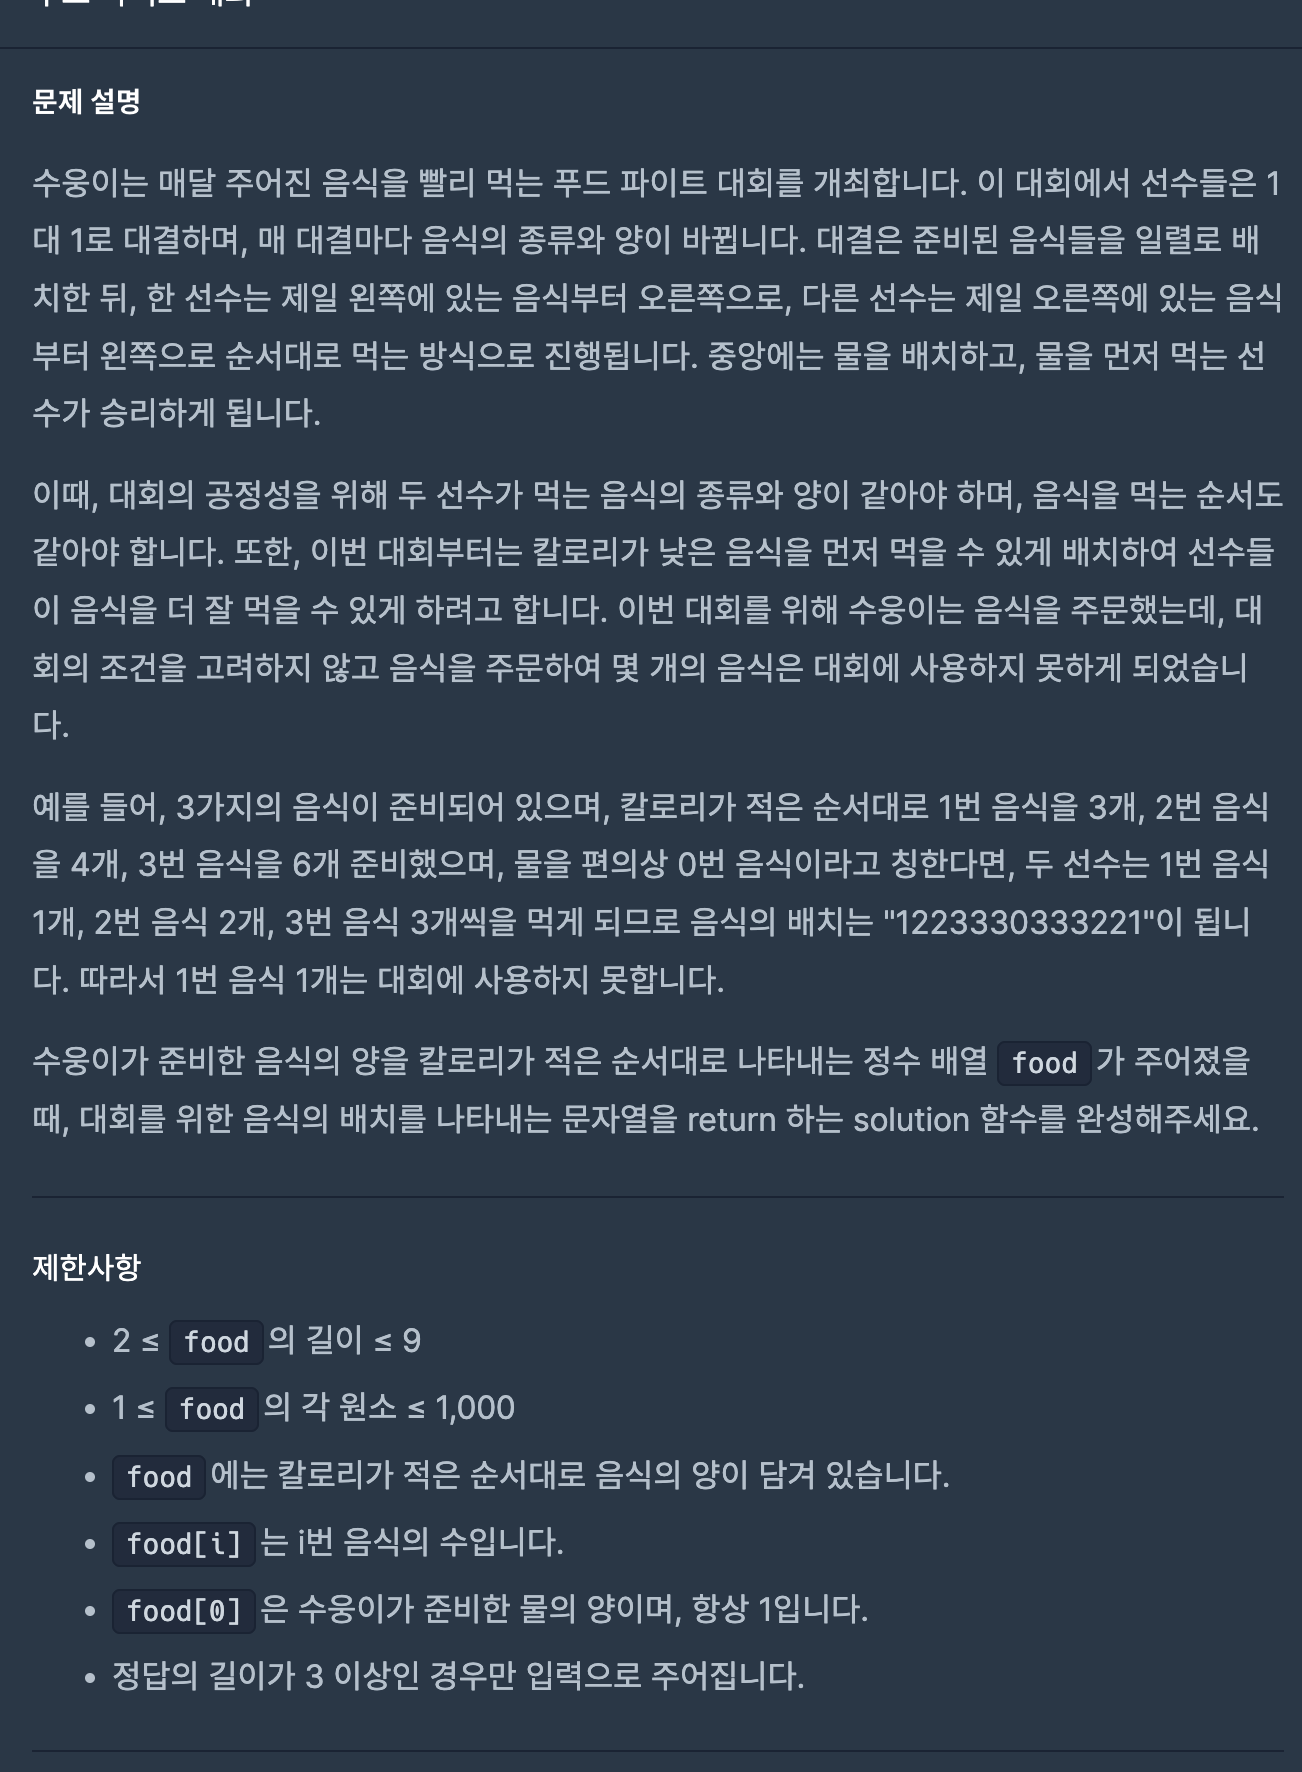 문제 설명
수웅이는 매달 주어진 음식을 빨리 먹는 푸드 파이트 대회를 개최합니다. 이 대회에서 선수들은 1
대 1로 대결하며, 매 대결마다 음식의 종류와 양이 바뀝니다. 대결은 준비된 음식들을 일렬로 배
치한 뒤, 한 선수는 제일 왼쪽에 있는 음식부터 오른쪽으로, 다른 선수는 제일 오른쪽에 있는 음식
부터 왼쪽으로 순서대로 먹는 방식으로 진행됩니다. 중앙에는 물을 배치하고, 물을 먼저 먹는 선
수가 승리하게 됩니다.
이때, 대회의 공정성을 위해 두 선수가 먹는 음식의 종류와 양이 같아야 하며, 음식을 먹는 순서도
같아야 합니다. 또한, 이번 대회부터는 칼로리가 낮은 음식을 먼저 먹을 수 있게 배치하여 선수들
이 음식을 더 잘 먹을 수 있게 하려고 합니다. 이번 대회를 위해 수웅이는 음식을 주문했는데, 대
회의 조건을 고려하지 않고 음식을 주문하여 몇 개의 음식은 대회에 사용하지 못하게 되었습니
다.
예를 들어, 3가지의 음식이 준비되어 있으며, 칼로리가 적은 순서대로 1번 음식을 3개, 2번 음식
을 4개, 3번 음식을 6개 준비했으며, 물을 편의상 0번 음식이라고 칭한다면, 두 선수는 1번 음식
1개, 2번 음식 2개, 3번 음식 3개씩을 먹게 되므로 음식의 배치는 "1223330333221"이 됩니
다. 따라서 1번 음식 1개는 대회에 사용하지 못합니다.
수웅이가 준비한 음식의 양을 칼로리가 적은 순서대로 나타내는 정수 배열 food가 주어졌을
때, 대회를 위한 음식의 배치를 나타내는 문자열을 return 하는 solution 함수를 완성해주세요.
제한사항
• 2 ≤ food의 길이 ≤ 9
• 1 ≤ food의 각 원소 ≤ 1,000
• food에는 칼로리가 적은 순서대로 음식의 양이 담겨 있습니다.
• food[i]는 i번 음식의 수입니다.
• food[0]은 수웅이가 준비한 물의 양이며, 항상 1입니다.
• 정답의 길이가 3 이상인 경우만 입력으로 주어집니다.